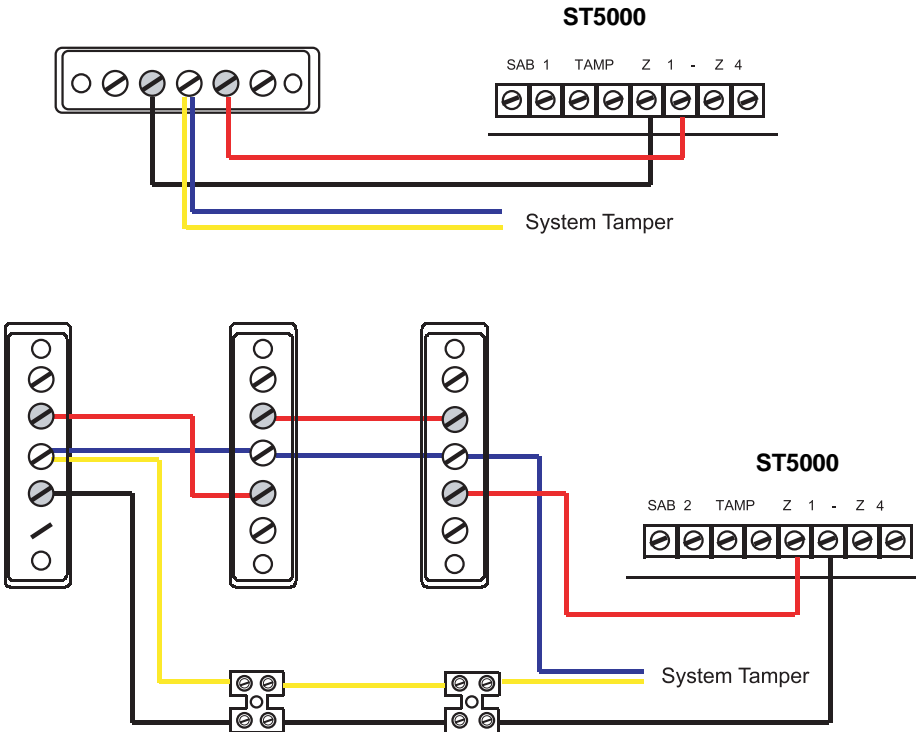 ST5000
SAB 1 TAMP Z 1 - Z 4
System Tamper
ST5000
SAB 2 TAMP Z 1 - Z 4
System Tamper